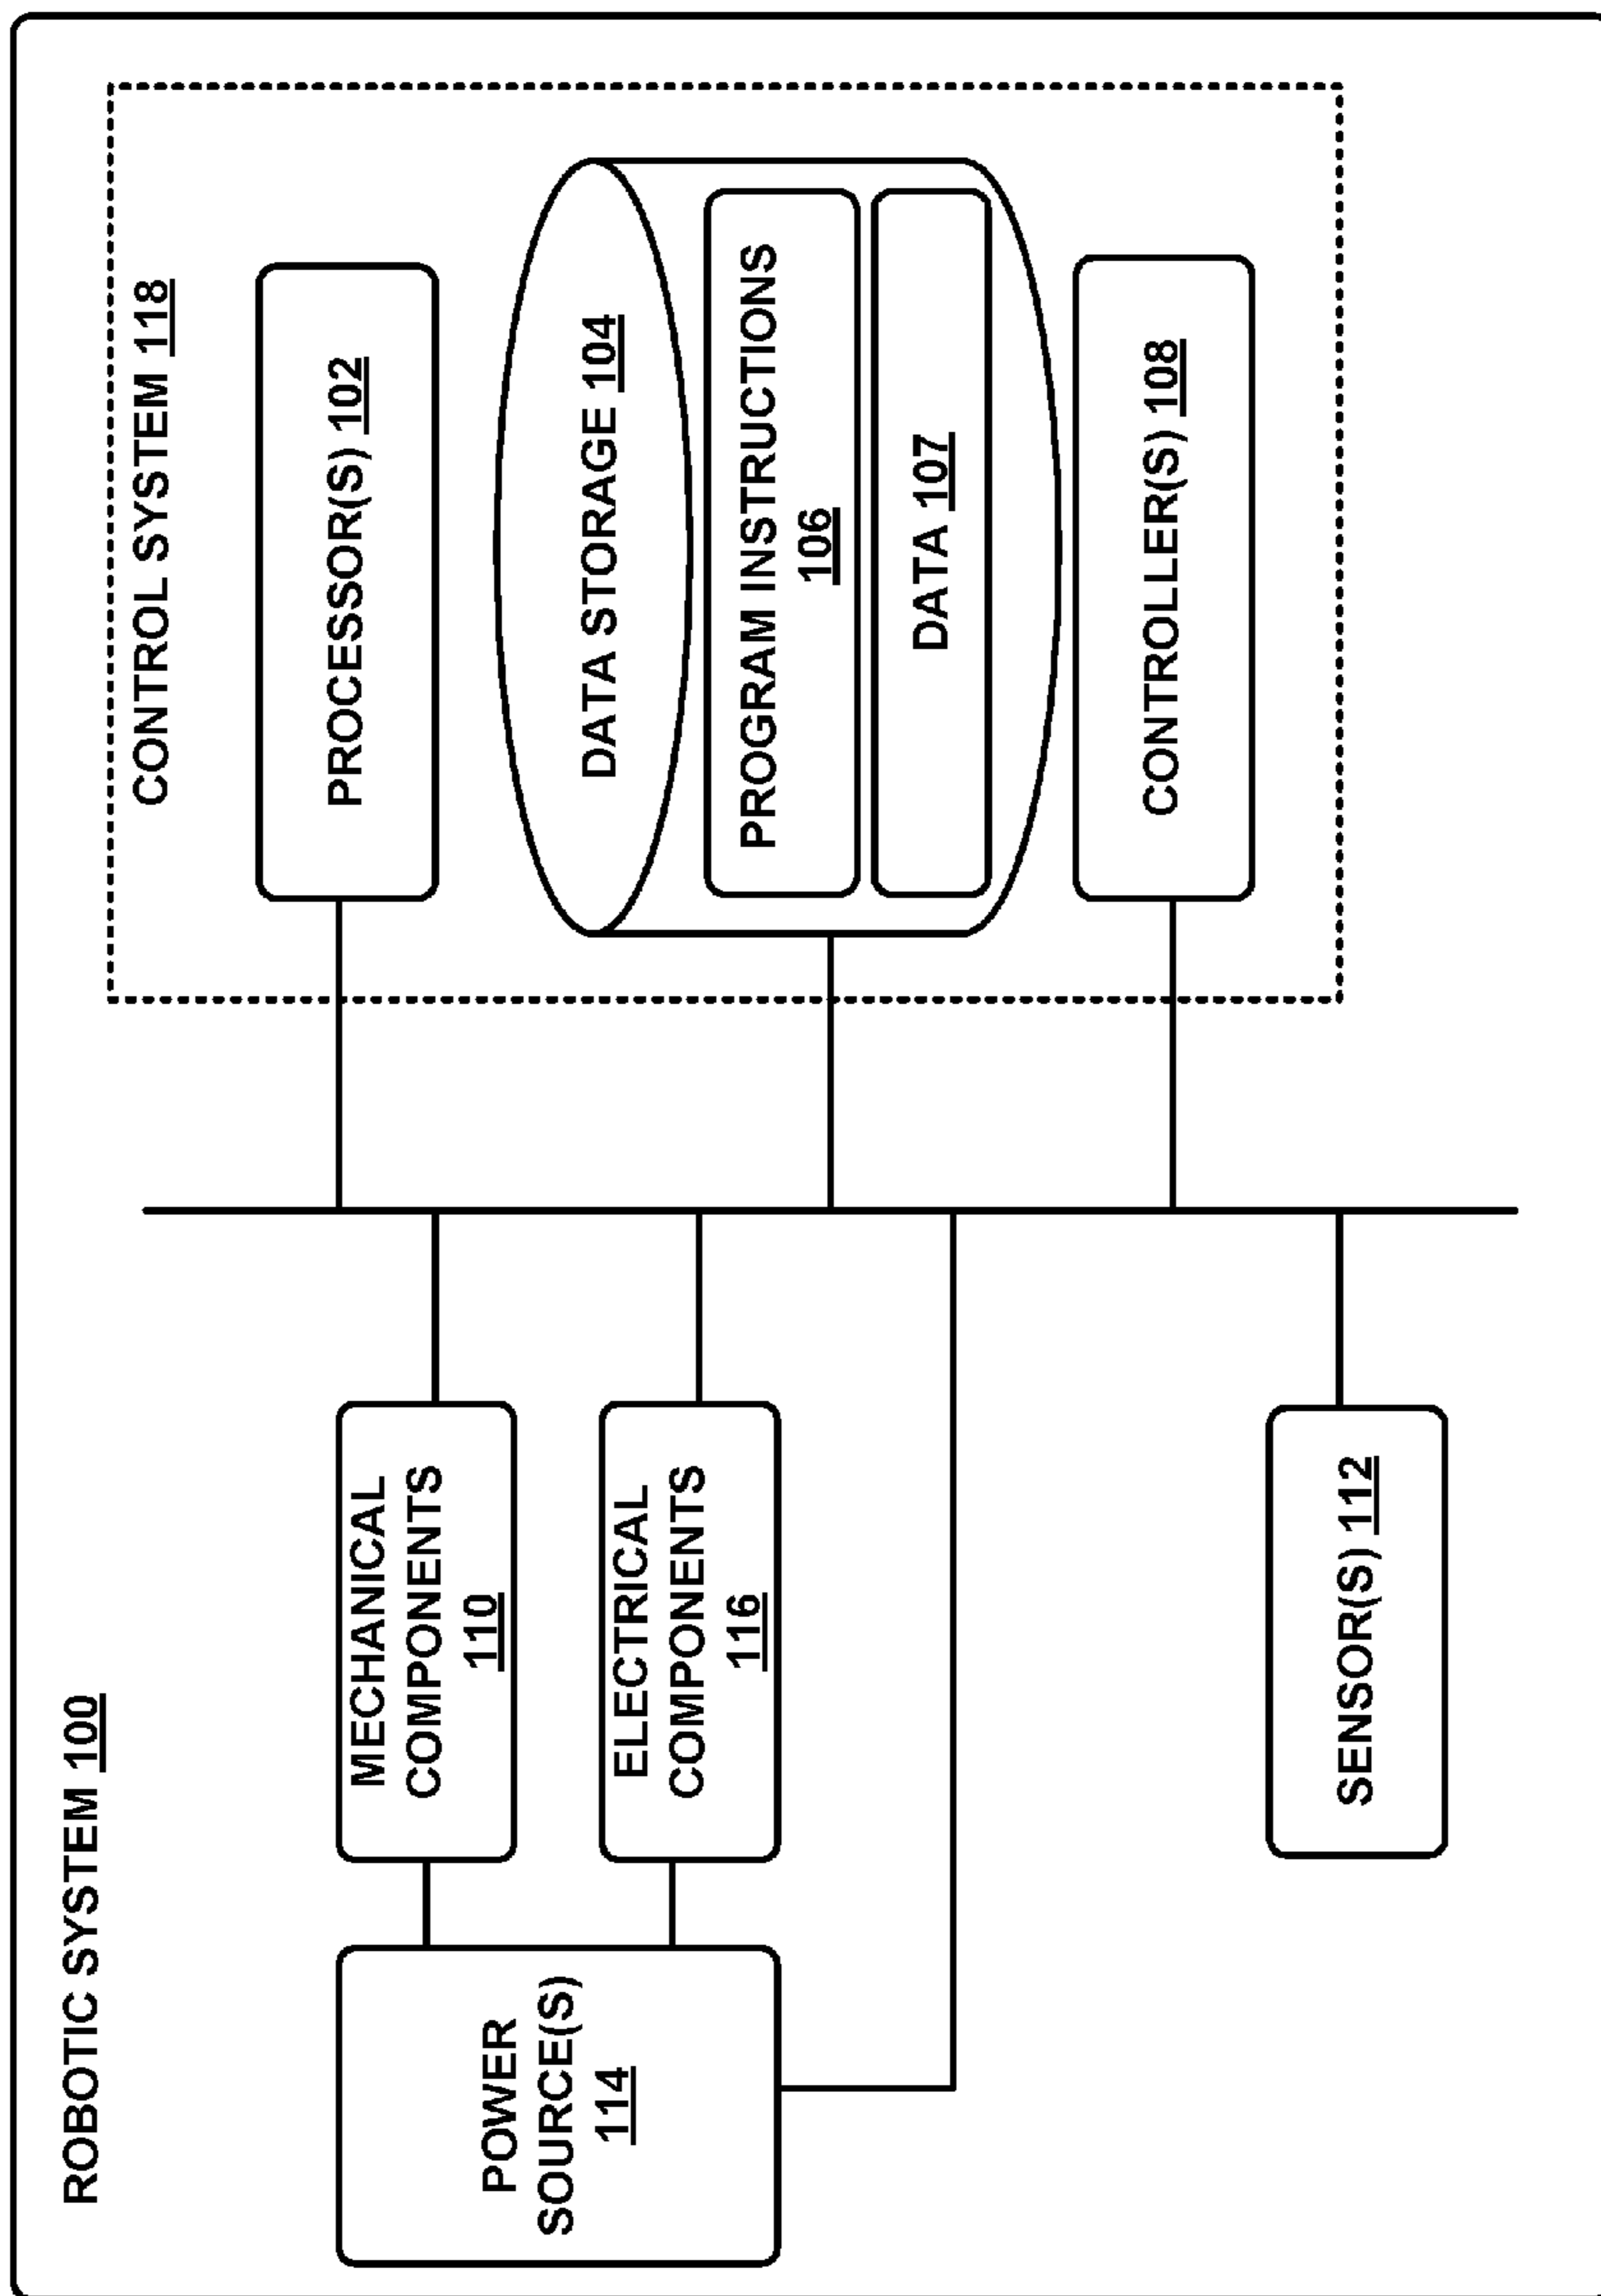 ROBOTIC SYSTEM 100
POWER
SOURCE(S)
114
MECHANICAL
COMPONENTS
110
ELECTRICAL
COMPONENTS
116
SENSOR(S) 112
CONTROL SYSTEM 118
PROCESSOR(S) 102
DATA STORAGE 104
PROGRAM INSTRUCTIONS
106
DATA 107
CONTROLLER(S) 108